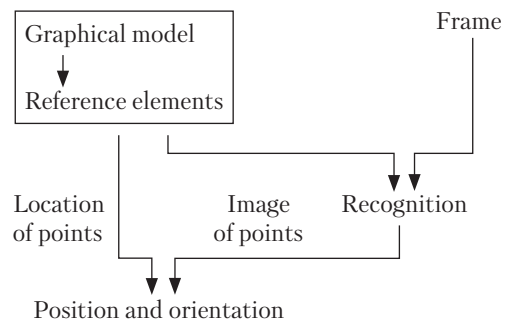 Graphical model
Frame
Reference elements
Location
of points
Image
of points
Recognition
Position and orientation